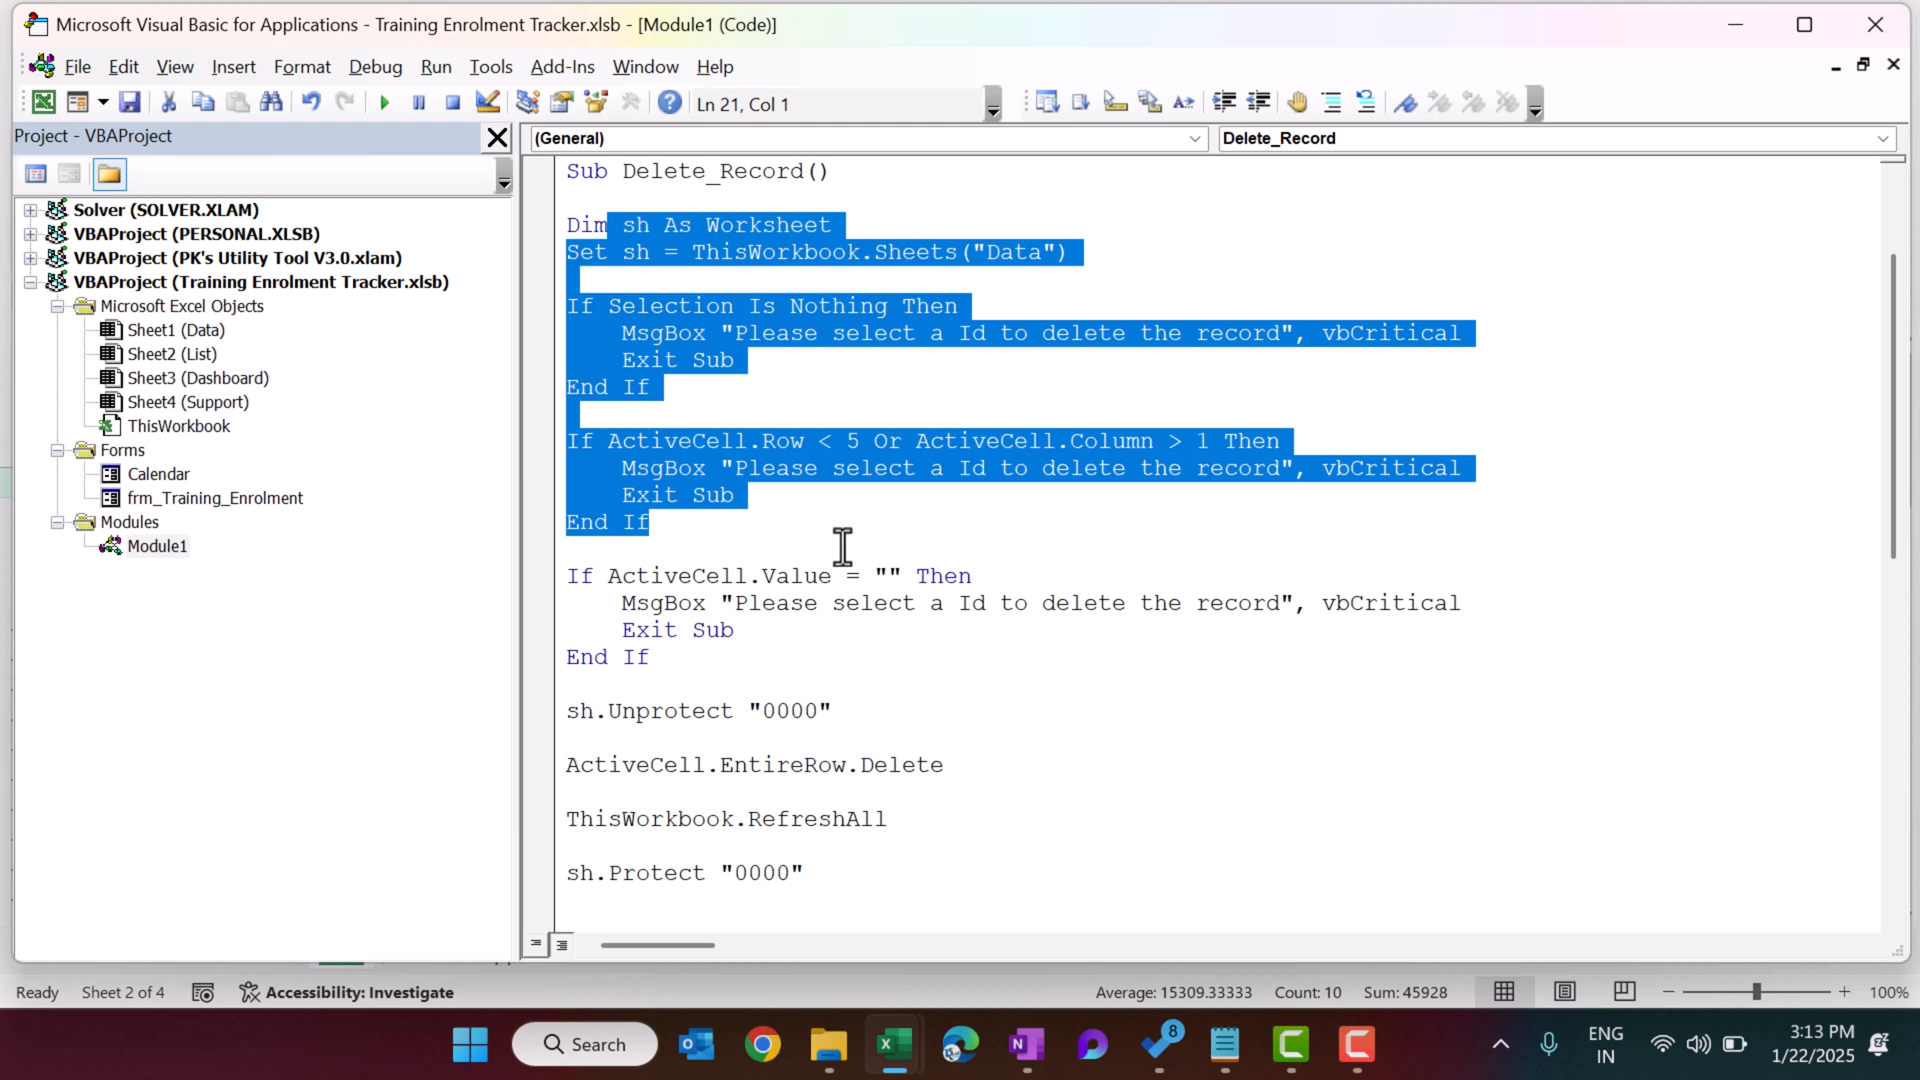 Microsoft Visual Basic for Applications - Training Enrolment Tracker.xlsb - [Module1 (Code)]
File Edit View Insert Format Debug Run Tools Add-Ins Window Help
Ln 21, Col 1
Project - VBAProject
(General)
Delete_Record
Solver (SOLVER.XLAM)
VBAProject (PERSONAL.XLSB)
VBAProject (PK's Utility Tool V3.0.xlam)
VBAProject (Training Enrolment Tracker.xlsb)
Microsoft Excel Objects
Sheet1 (Data)
Sheet2 (List)
Sheet3 (Dashboard)
Sheet4 (Support)
ThisWorkbook
Forms
Calendar
frm_Training_Enrolment
Modules
Module1
Sub Delete_Record()
Dim sh As Worksheet
Set sh = ThisWorkbook.Sheets("Data")
If Selection Is Nothing Then
MsgBox "Please select a Id to delete the record", vbCritical
Exit Sub
End If
If ActiveCell.Row < 5 Or ActiveCell.Column > 1 Then
MsgBox "Please select a Id to delete the record", vbCritical
Exit Sub
End If
If ActiveCell.Value = "" Then
MsgBox "Please select a Id to delete the record", vbCritical
Exit Sub
End If
sh.Unprotect "0000"
ActiveCell.EntireRow.Delete
ThisWorkbook.RefreshAll
sh.Protect "0000"
Ready Sheet 2 of 4 Accessibility: Investigate Average: 15309.33333 Count: 10 Sum: 45928 100%
Search
8
ENG
IN
3:13 PM
1/22/2025